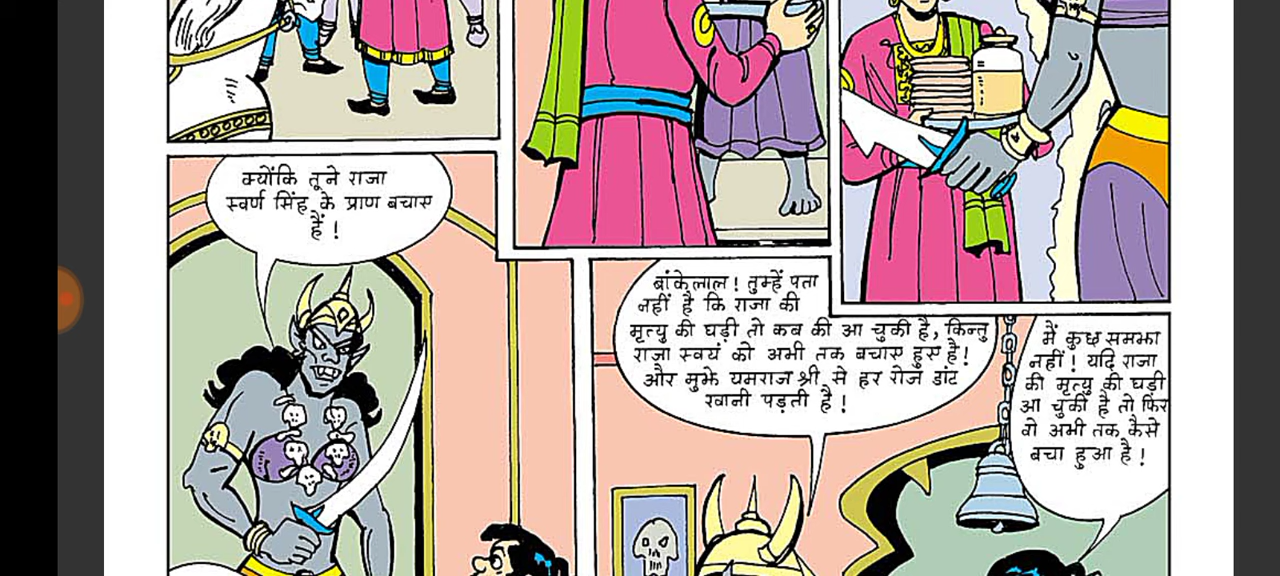 क्योंकि तूने राजा
स्वर्ण सिंह के प्राण बचाए
हैं!
बांकेलाल! तुम्हें पता
नहीं है कि राजा की
मृत्यु की घड़ी तो कब की आ चुकी है, किन्तु
राजा स्वयं को अभी तक बचाए हुए है!
और मुझे यमराज श्री से हर रोज डांट
खानी पड़ती है!
मैं कुछ समझा
नहीं! यदि राजा
की मृत्यु की घड़ी
आ चुकी है तो फिर
वो अभी तक कैसे
बचा हुआ है!